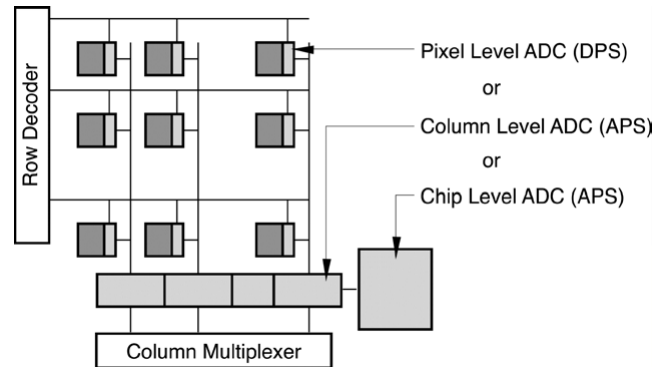 Row Decoder
Pixel Level ADC (DPS)
or
Column Level ADC (APS)
or
Chip Level ADC (APS)
Column Multiplexer